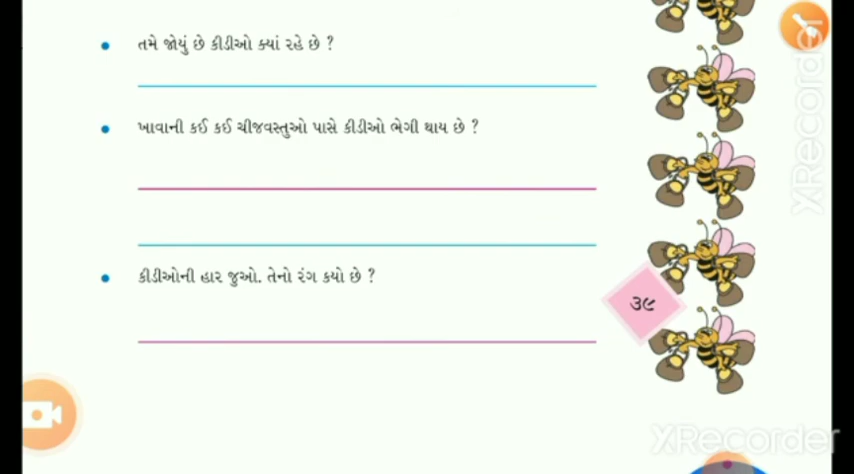 તમે જોયું છે કીડીઓ ક્યાં રહે છે ?
ખાવાની કઈ કઈ ચીજવસ્તુઓ પાસે કીડીઓ ભેગી થાય છે ?
કીડીઓની હાર જુઓ. તેનો રંગ કયો છે ?
૩૯
XRecorder
XRecorder